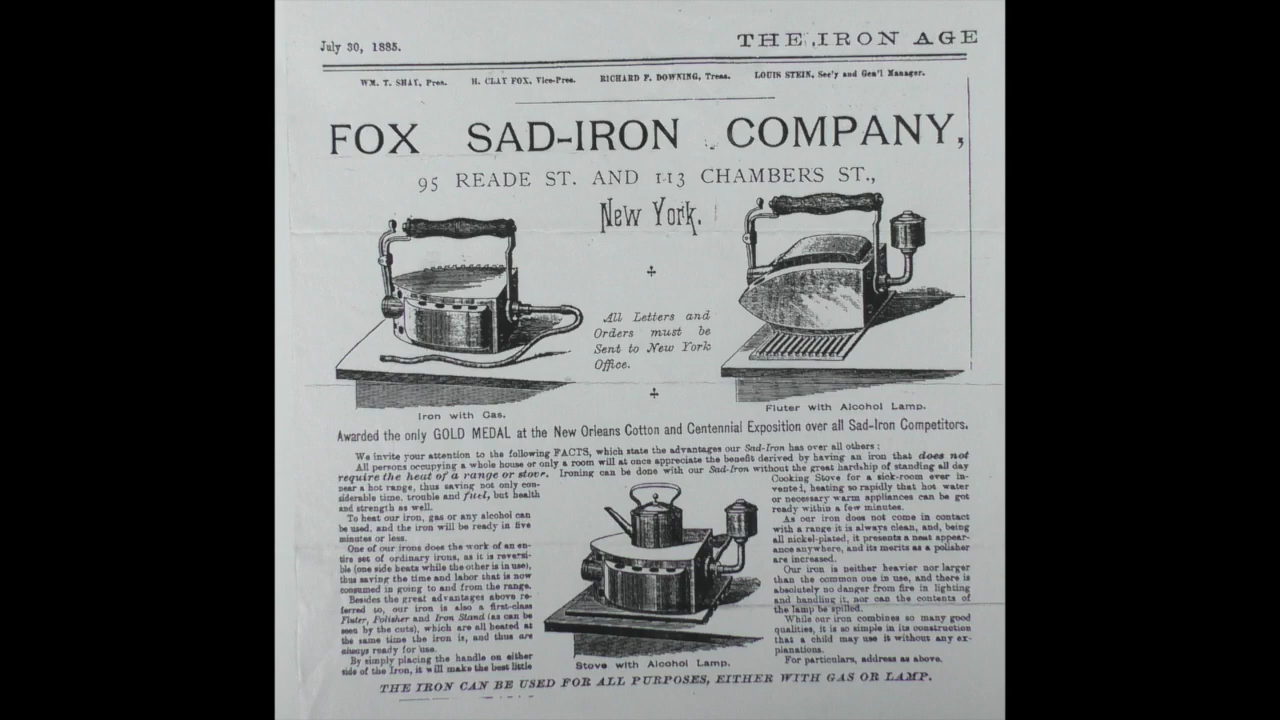 July 30, 1885.
THE IRON AGE
WM. T. SHAY, Pres. H. CLAY FOX, Vice-Pres. RICHARD F. DOWNING, Treas. LOUIS STEIN, Sec'y and Gen'l Manager.
FOX SAD-IRON COMPANY,
95 READE ST. AND 113 CHAMBERS ST.,
New York.
All Letters and
Orders must be
Sent to New York
Office.
Iron with Gas.
Fluter with Alcohol Lamp.
Awarded the only GOLD MEDAL at the New Orleans Cotton and Centennial Exposition over all Sad-Iron Competitors.
We invite your attention to the following FACTS, which state the advantages our Sad-Iron has over all others:
All persons occupying a whole house or only a room will at once appreciate the benefit derived by having an iron that does not
require the heat of a range or stove. Ironing can be done with our Sad-Iron without the great hardship of standing all day
near a hot range, thus saving not only con-
siderable time, trouble and fuel, but health
and strength as well.
To heat our iron, gas or any alcohol can
be used, and the iron will be ready in five
minutes or less.
One of our irons does the work of an en-
tire set of ordinary irons, as it is reversi-
ble (one side heats while the other is in use),
thus saving the time and labor that is now
consumed in going to and from the range.
Besides the great advantages above re-
ferred to, our iron is also a first-class
Fluter, Polisher and Iron Stand (as can be
seen by the cuts), which are all heated at
the same time the iron is, and thus are
always ready for use.
By simply placing the handle on either
side of the Iron, it will make the best little
Cooking Stove for a sick-room ever in-
vented, heating so rapidly that hot water
or necessary warm appliances can be got
ready within a few minutes.
As our iron does not come in contact
with a range it is always clean, and, being
all nickel-plated, it presents a neat appear-
ance anywhere, and its merits as a polisher
are increased.
Our iron is neither heavier nor larger
than the common one in use, and there is
absolutely no danger from fire in lighting
and handling it, nor can the contents of
the lamp be spilled.
While our iron combines so many good
qualities, it is so simple in its construction
that a child may use it without any ex-
planations.
For particulars, address as above.
Stove with Alcohol Lamp.
THE IRON CAN BE USED FOR ALL PURPOSES, EITHER WITH GAS OR LAMP.